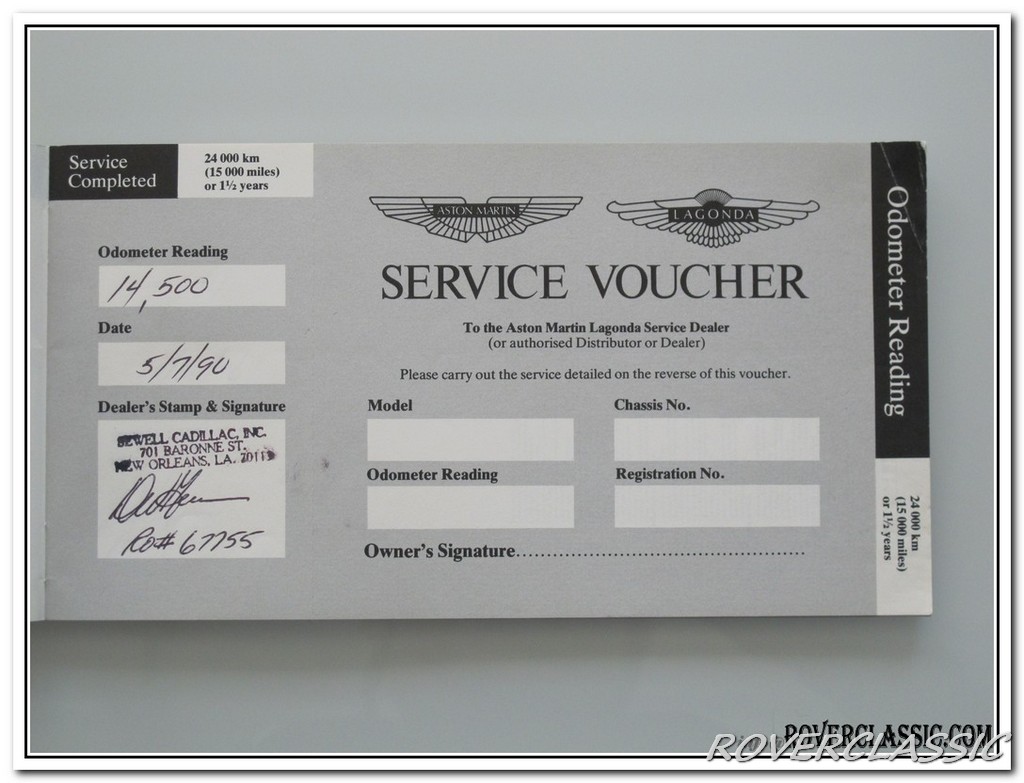 Service
Completed
24 000 km
(15 000 miles)
or 1½ years
Odometer Reading
14,500
Date
5/7/90
Dealer's Stamp & Signature
SEWELL CADILLAC, INC.
701 BARONNE ST.
NEW ORLEANS, LA.
RO# 67755
ASTON MARTIN
LAGONDA
SERVICE VOUCHER
To the Aston Martin Lagonda Service Dealer
(or authorised Distributor or Dealer)
Please carry out the service detailed on the reverse of this voucher.
Model
Chassis No.
Odometer Reading
Registration No.
Owner's Signature
Odometer Reading
24 000 km
(15 000 miles)
or 1½ years
ROVERCLASSIC.COM
ROVERCLASSIC